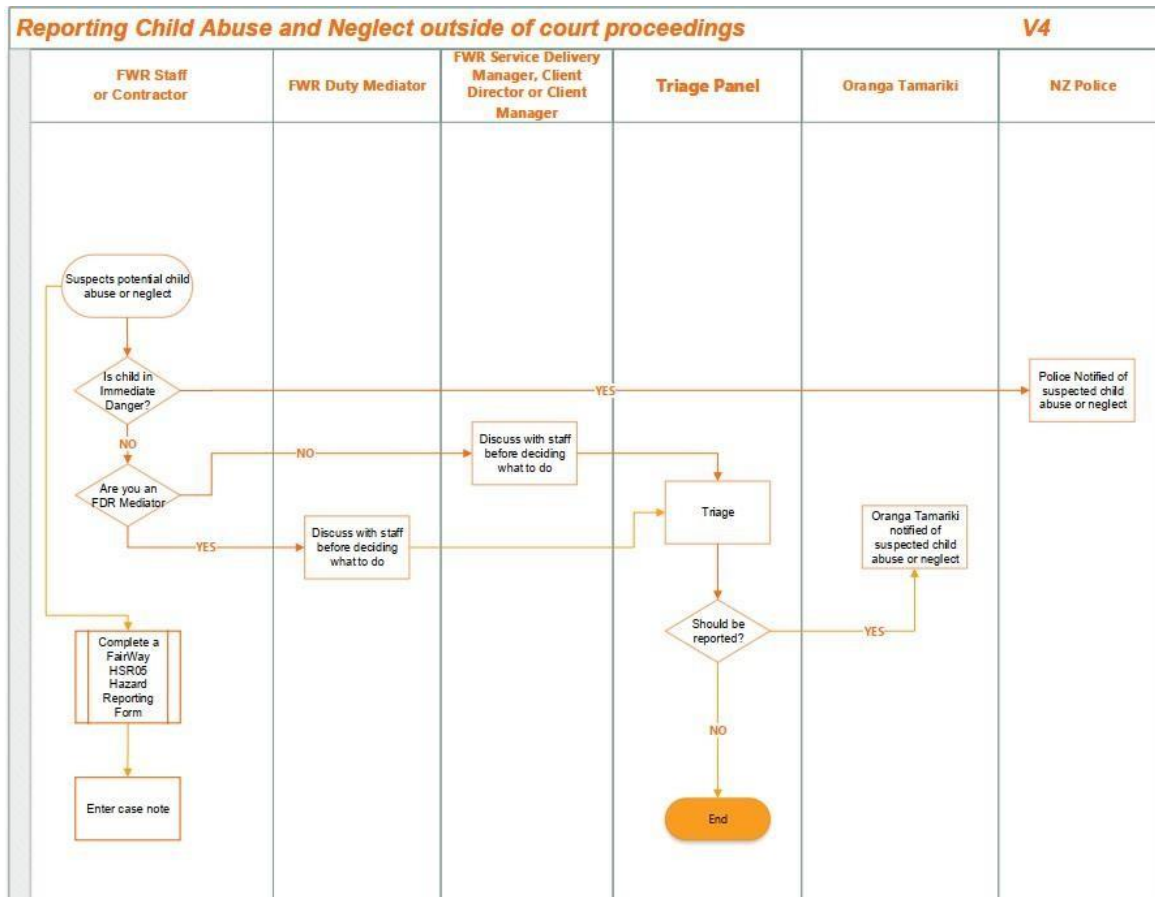 Reporting Child Abuse and Neglect outside of court proceedings V4
FWR Staff
or Contractor
FWR Duty Mediator
FWR Service Delivery
Manager, Client
Director or Client
Manager
Triage Panel
Oranga Tamariki
NZ Police
Suspects potential child
abuse or neglect
Is child in
Immediate
Danger?
YES
Police Notified of
suspected child
abuse or neglect
NO
Are you an
FDR Mediator
NO
Discuss with staff
before deciding
what to do
YES
Discuss with staff
before deciding
what to do
Triage
Oranga Tamariki
notified of
suspected child
abuse or neglect
Should be
reported?
YES
NO
End
Complete a
FairWay
HSR05
Hazard
Reporting
Form
Enter case note